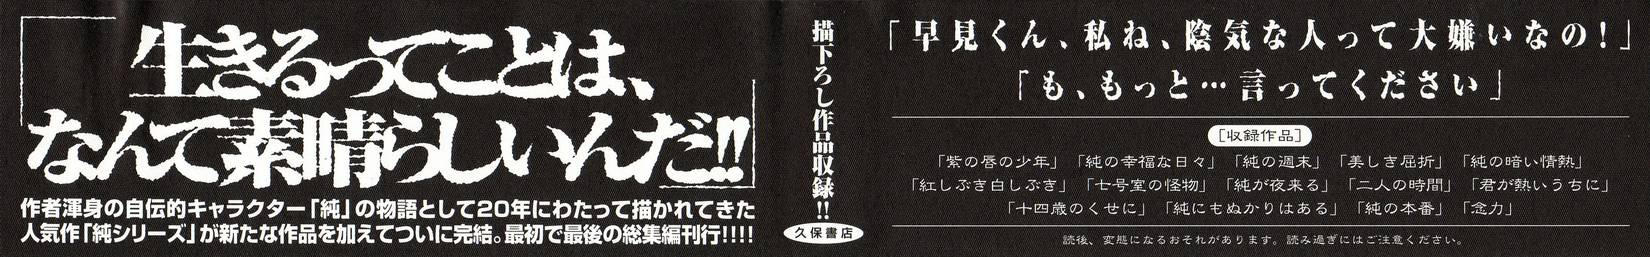 「生きるってことは、
なんて素晴らしいんだ!!」
作者渾身の自伝的キャラクター「純」の物語として20年にわたって描かれてきた
人気作「純シリーズ」が新たな作品を加えてついに完結。最初で最後の総集編刊行!!!!
描下ろし作品収録!!
久保書店
「早見くん、私ね、陰気な人って大嫌いなの!」
「も、もっと…言ってください」
[収録作品]
「紫の唇の少年」「純の幸福な日々」「純の週末」「美しき屈折」「純の暗い情熱」
「紅しぶき白しぶき」「七号室の怪物」「純が夜来る」「二人の時間」「君が熱いうちに」
「十四歳のくせに」「純にもぬかりはある」「純の本番」「念力」
読後、変態になるおそれがあります。読み過ぎにはご注意ください。